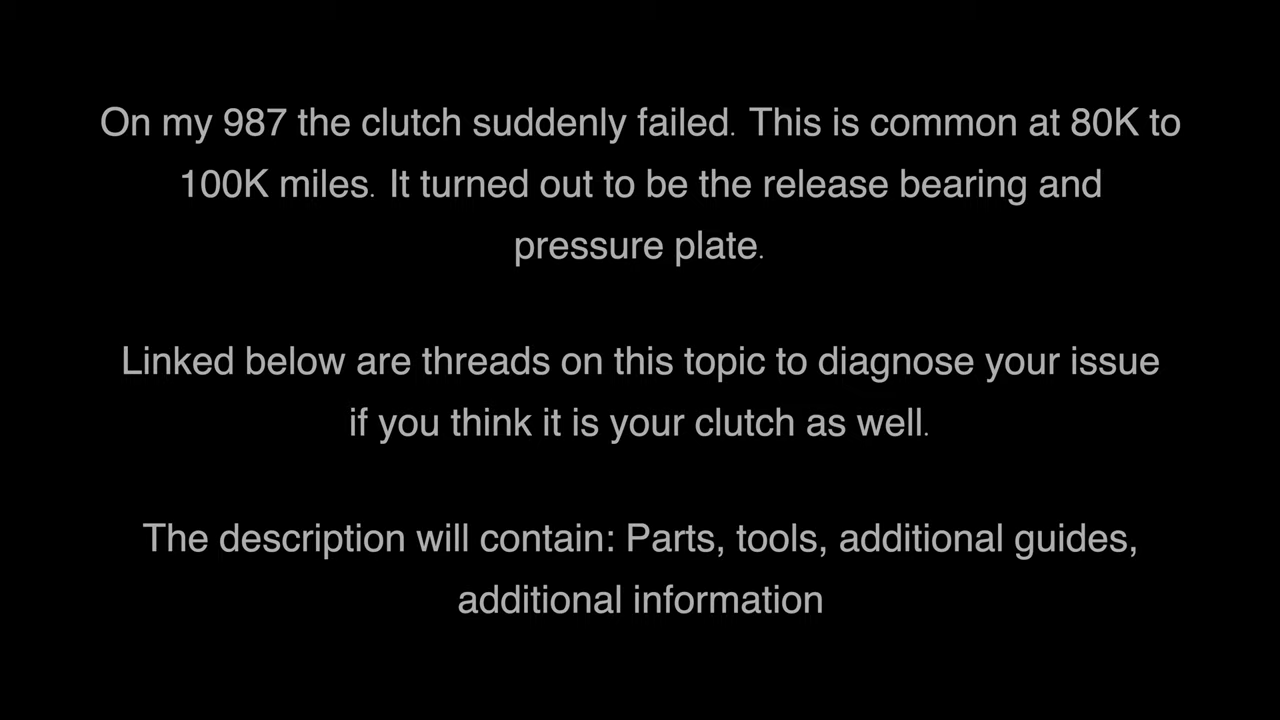 On my 987 the clutch suddenly failed. This is common at 80K to
100K miles. It turned out to be the release bearing and
pressure plate.
Linked below are threads on this topic to diagnose your issue
if you think it is your clutch as well.
The description will contain: Parts, tools, additional guides,
additional information